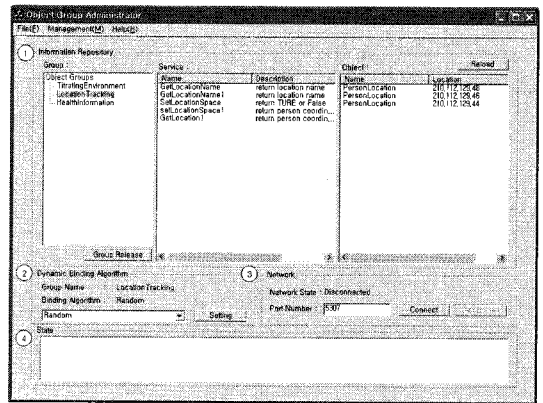 Object Group Administrator
File(F) Management(M) Help(H)
1 Information Repository
Group :
Service :
Object :
Reload
Object Groups
TitratingEnvironment
LocationTracking
HealthInformation
Name Description
GetLocationName return location name
GetLocationName1 return location name
SetLocationSpace return TURE or False
setLocationSpace1 return person coordin...
GetLocation1 return person coordin...
Name Location
PersonLocation 210,112,129,48
PersonLocation 210,112,129,46
PersonLocation 210,112,129,44
Group Release
2 Dynamic Binding Algorithm
Group Name : LocationTracking
Binding Algorithm : Random
Random
Setting
3 Network
Network State : Disconnected
Port Number : 5307
Connect
4 State